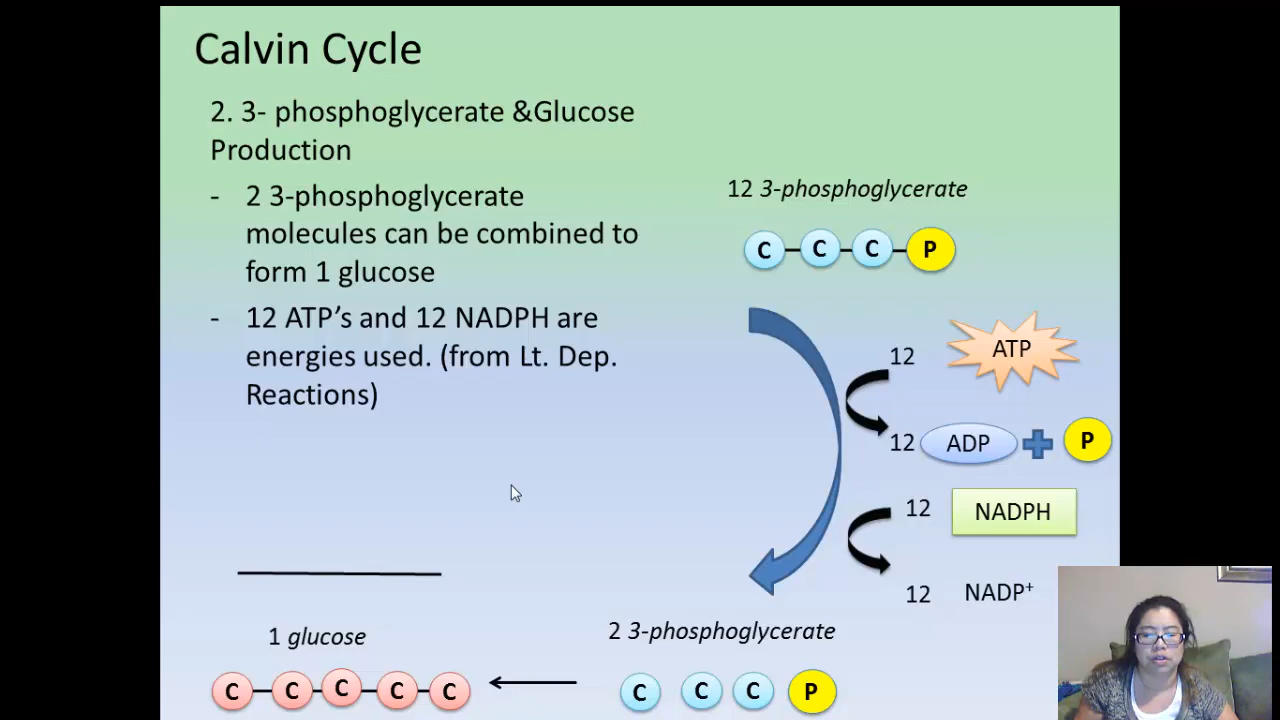 Calvin Cycle
2. 3- phosphoglycerate &Glucose
Production
- 2 3-phosphoglycerate
molecules can be combined to
form 1 glucose
- 12 ATP’s and 12 NADPH are
energies used. (from Lt. Dep.
Reactions)
12 3-phosphoglycerate
C C C P
12 ATP
12 ADP + P
12 NADPH
12 NADP⁺
2 3-phosphoglycerate
C C C P
1 glucose
C C C C C